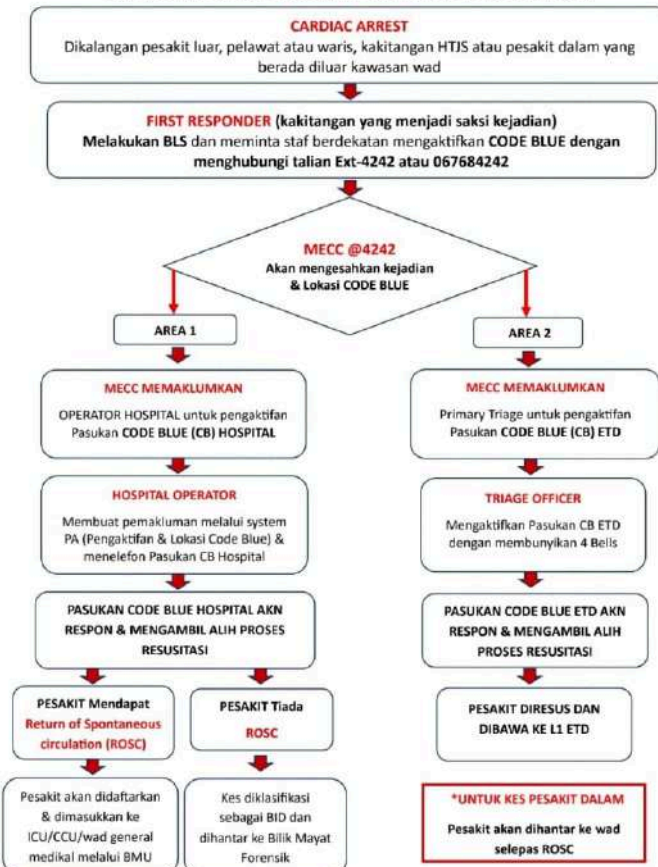 CARDIAC ARREST
Dikalangan pesakit luar, pelawat atau waris, kakitangan HTJS atau pesakit dalam yang
berada diluar kawasan wad
FIRST RESPONDER (kakitangan yang menjadi saksi kejadian)
Melakukan BLS dan meminta staf berdekatan mengaktifkan CODE BLUE dengan
menghubungi talian Ext-4242 atau 067684242
MECC @4242
Akan mengesahkan kejadian
& Lokasi CODE BLUE
AREA 1
MECC MEMAKLUMKAN
OPERATOR HOSPITAL untuk pengaktifan
Pasukan CODE BLUE (CB) HOSPITAL
HOSPITAL OPERATOR
Membuat pemakluman melalui system
PA (Pengaktifan & Lokasi Code Blue) &
menelefon Pasukan CB Hospital
PASUKAN CODE BLUE HOSPITAL AKN
RESPON & MENGAMBIL ALIH PROSES
RESUSITASI
PESAKIT Mendapat
Return of Spontaneous
circulation (ROSC)
Pesakit akan didaftarkan
& dimasukkan ke
ICU/CCU/wad general
medikal melalui BMU
PESAKIT Tiada
ROSC
Kes diklasifikasi
sebagai BID dan
dihantar ke Bilik Mayat
Forensik
AREA 2
MECC MEMAKLUMKAN
Primary Triage untuk pengaktifan
Pasukan CODE BLUE (CB) ETD
TRIAGE OFFICER
Mengaktifkan Pasukan CB ETD
dengan membunyikan 4 Bells
PASUKAN CODE BLUE ETD AKN
RESPON & MENGAMBIL ALIH
PROSES RESUSITASI
PESAKIT DIRESUS DAN
DIBAWA KE L1 ETD
*UNTUK KES PESAKIT DALAM
Pesakit akan dihantar ke wad
selepas ROSC